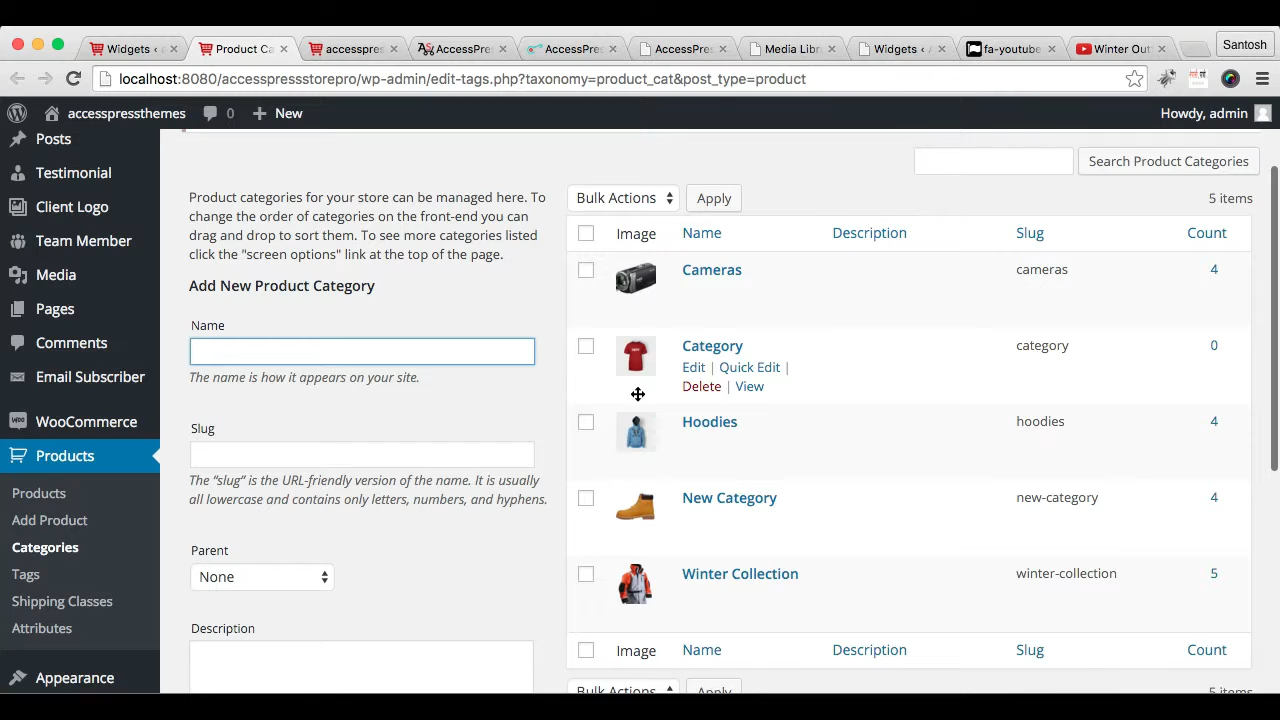 Widgets ‹ A
Product Ca
accesspres
AccessPres
AccessPres
AccessPres
Media Libr
Widgets ‹ A
fa-youtube
Winter Out
Santosh
localhost:8080/accesspressstorepro/wp-admin/edit-tags.php?taxonomy=product_cat&post_type=product
accesspressthemes
0
New
Howdy, admin
Posts
Testimonial
Client Logo
Team Member
Media
Pages
Comments
Email Subscriber
WooCommerce
Products
Products
Add Product
Categories
Tags
Shipping Classes
Attributes
Appearance
Search Product Categories
Product categories for your store can be managed here. To
change the order of categories on the front-end you can
drag and drop to sort them. To see more categories listed
click the "screen options" link at the top of the page.
Add New Product Category
Name
The name is how it appears on your site.
Slug
The “slug” is the URL-friendly version of the name. It is usually
all lowercase and contains only letters, numbers, and hyphens.
Parent
None
Description
Bulk Actions
Apply
5 items
Image Name Description Slug Count
Cameras cameras 4
Category category 0
Edit | Quick Edit |
Delete | View
Hoodies hoodies 4
New Category new-category 4
Winter Collection winter-collection 5
Image Name Description Slug Count
Bulk Actions
Apply
5 items